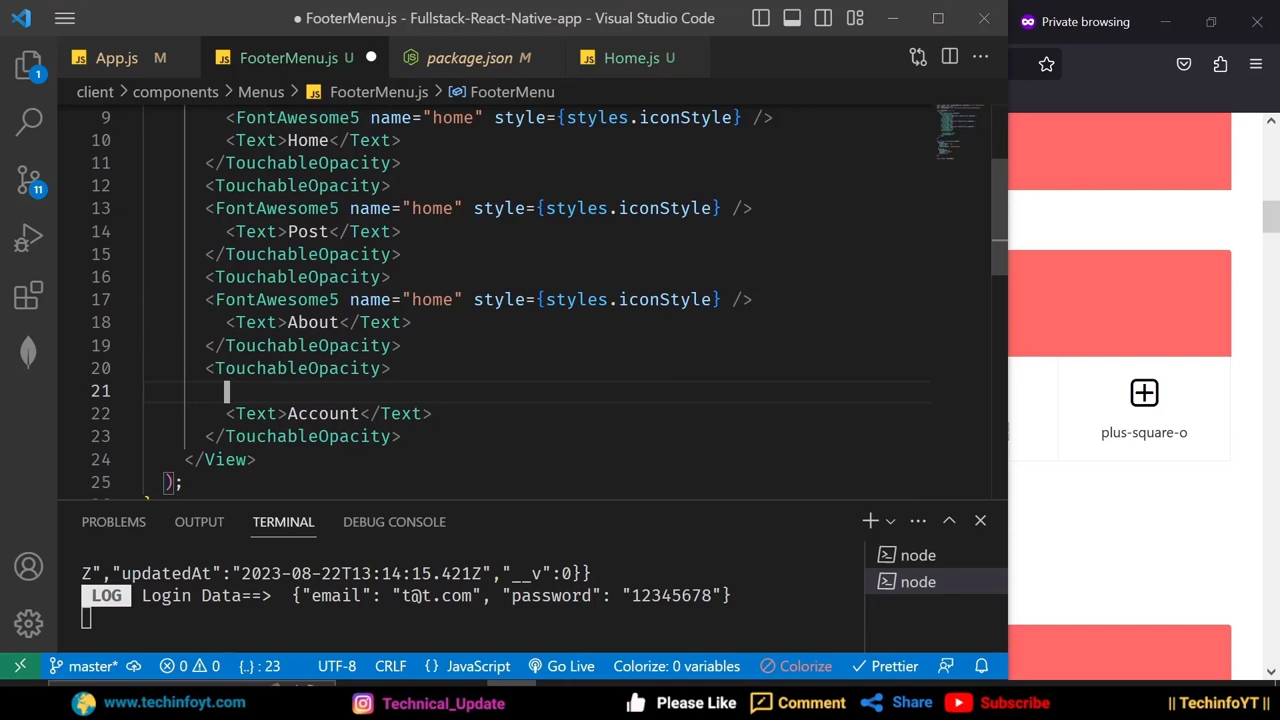 ● FooterMenu.js - Fullstack-React-Native-app - Visual Studio Code
Private browsing
JS App.js M
JS FooterMenu.js U ●
package.json M
JS Home.js U
client > components > Menus > JS FooterMenu.js > FooterMenu
1
11
9 <FontAwesome5 name="home" style={styles.iconStyle} />
10 <Text>Home</Text>
11 </TouchableOpacity>
12 <TouchableOpacity>
13 <FontAwesome5 name="home" style={styles.iconStyle} />
14 <Text>Post</Text>
15 </TouchableOpacity>
16 <TouchableOpacity>
17 <FontAwesome5 name="home" style={styles.iconStyle} />
18 <Text>About</Text>
19 </TouchableOpacity>
20 <TouchableOpacity>
21
22 <Text>Account</Text>
23 </TouchableOpacity>
24 </View>
25 );
plus-square-o
PROBLEMS OUTPUT TERMINAL DEBUG CONSOLE
Z","updatedAt":"2023-08-22T13:14:15.421Z","__v":0}}
LOG Login Data==> {"email": "t@t.com", "password": "12345678"}
node
node
master* 0 0 {..} : 23 UTF-8 CRLF {} JavaScript Go Live Colorize: 0 variables Colorize Prettier
www.techinfoyt.com Technical_Update Please Like Comment Share Subscribe || TechinfoYT ||